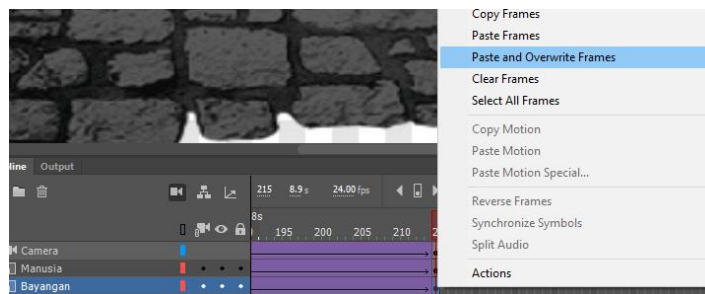 Copy Frames
Paste Frames
Paste and Overwrite Frames
Clear Frames
Select All Frames
Copy Motion
Paste Motion
Paste Motion Special...
Reverse Frames
Synchronize Symbols
Split Audio
Actions
Output
215 8.9 s 24.00 fps
8s
195 200 205 210
Camera
Manusia
Bayangan